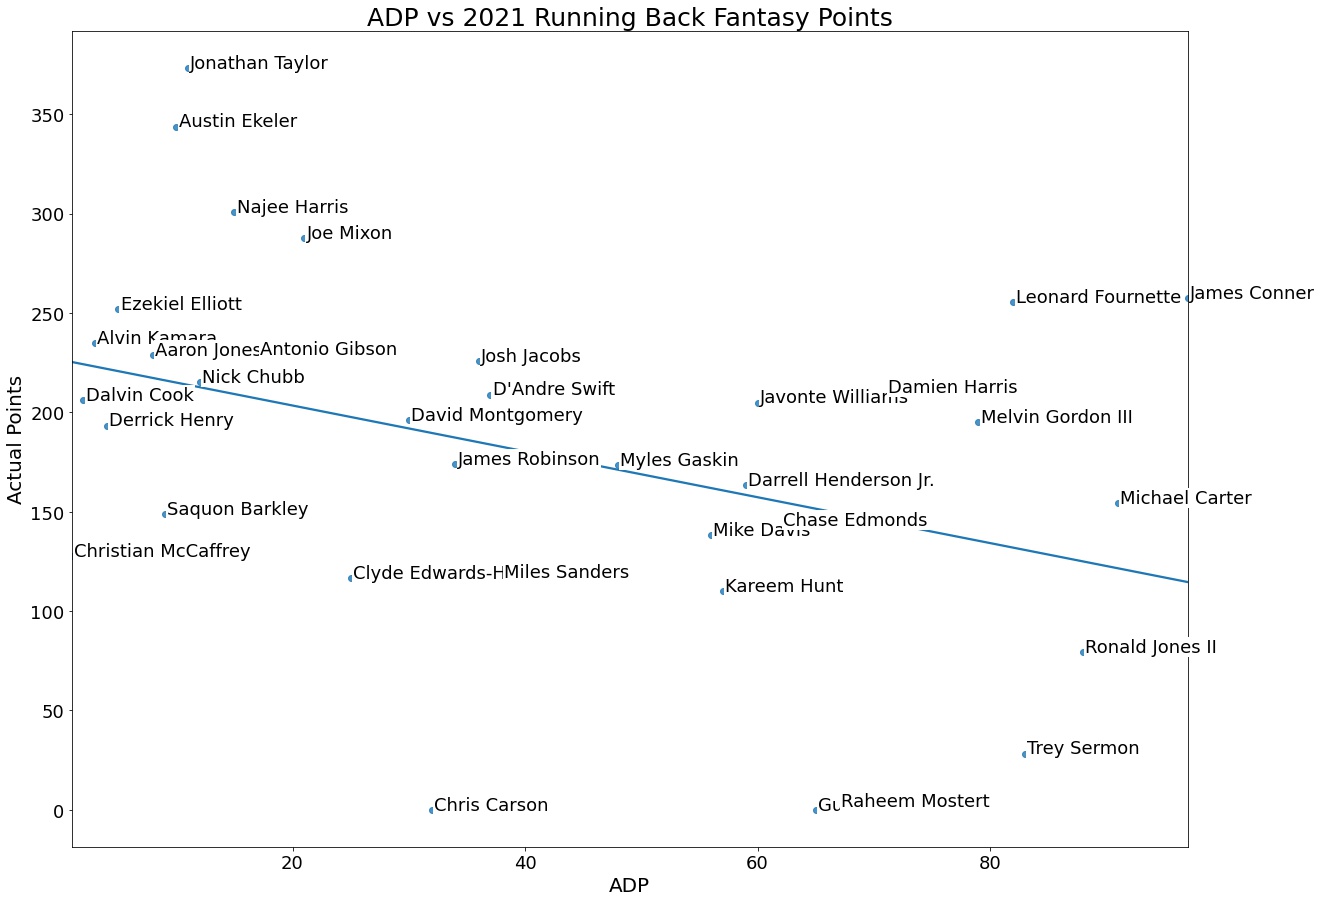 ADP vs 2021 Running Back Fantasy Points
Jonathan Taylor
350
Austin Ekeler
300
Najee Harris
Joe Mixon
Ezekiel Elliott
Leonard Fournette
James Conner
250
Alvin Kamara
Aaron Jones
Antonio Gibson
Josh Jacobs
Nick Chubb
D'Andre Swift
Javonte Williams
Damien Harris
Dalvin Cook
200
Derrick Henry
David Montgomery
Melvin Gordon III
James Robinson
Myles Gaskin
Darrell Henderson Jr.
Actual Points
Saquon Barkley
150
Michael Carter
Mike Davis
Chase Edmonds
Christian McCaffrey
Clyde Edwards-H
Miles Sanders
Kareem Hunt
100
Ronald Jones II
50
Trey Sermon
0
Chris Carson
Raheem Mostert
20
40
60
80
ADP